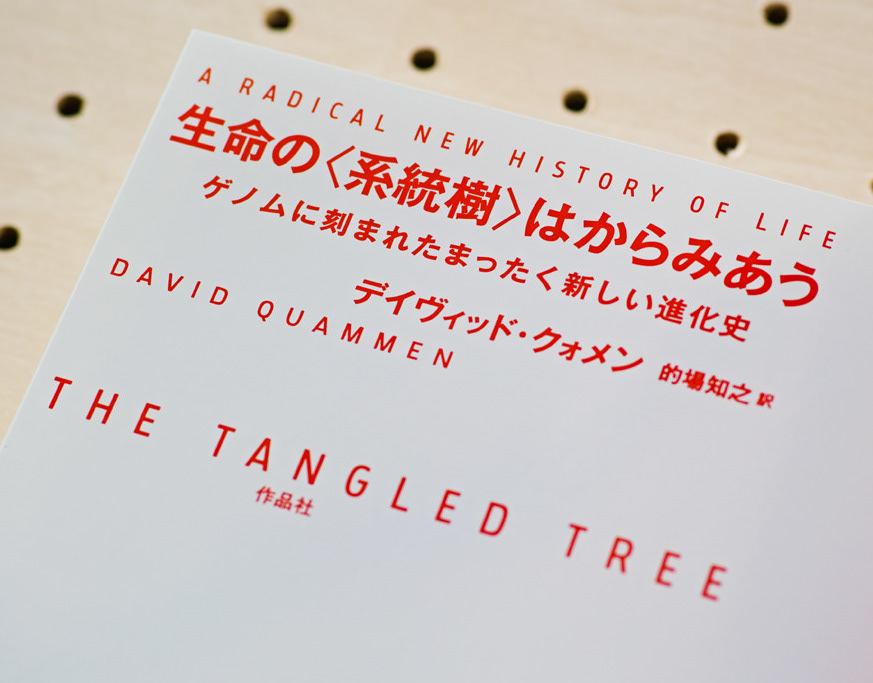 A RADICAL NEW HISTORY OF LIFE
生命の〈系統樹〉はからみあう
ゲノムに刻まれたまったく新しい進化史
デイヴィッド・クォメン 的場知之 訳
DAVID QUAMMEN
THE TANGLED TREE
作品社